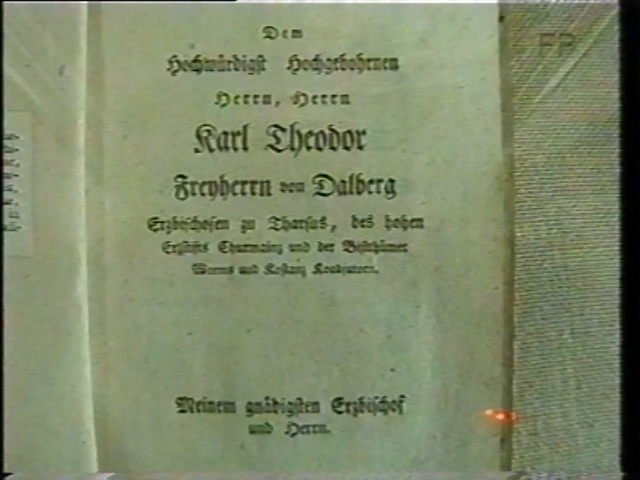 Dem
Hochwürdigst Hochgebohrnen
Herrn, Herrn
Karl Theodor
Freyherrn von Dalberg
Erzbischofen zu Tharsus, des hohen
Erzstifts Churmainz und der Bisthümer
Worms und Kostanz Koadjutorn.
Meinem gnädigsten Erzbischof
und Herrn.
FP